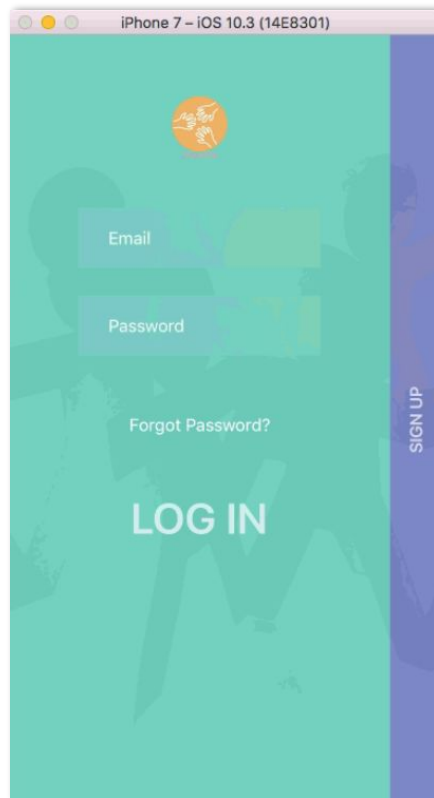 iPhone 7 – iOS 10.3 (14E8301)
Email
Password
Forgot Password?
LOG IN
SIGN UP